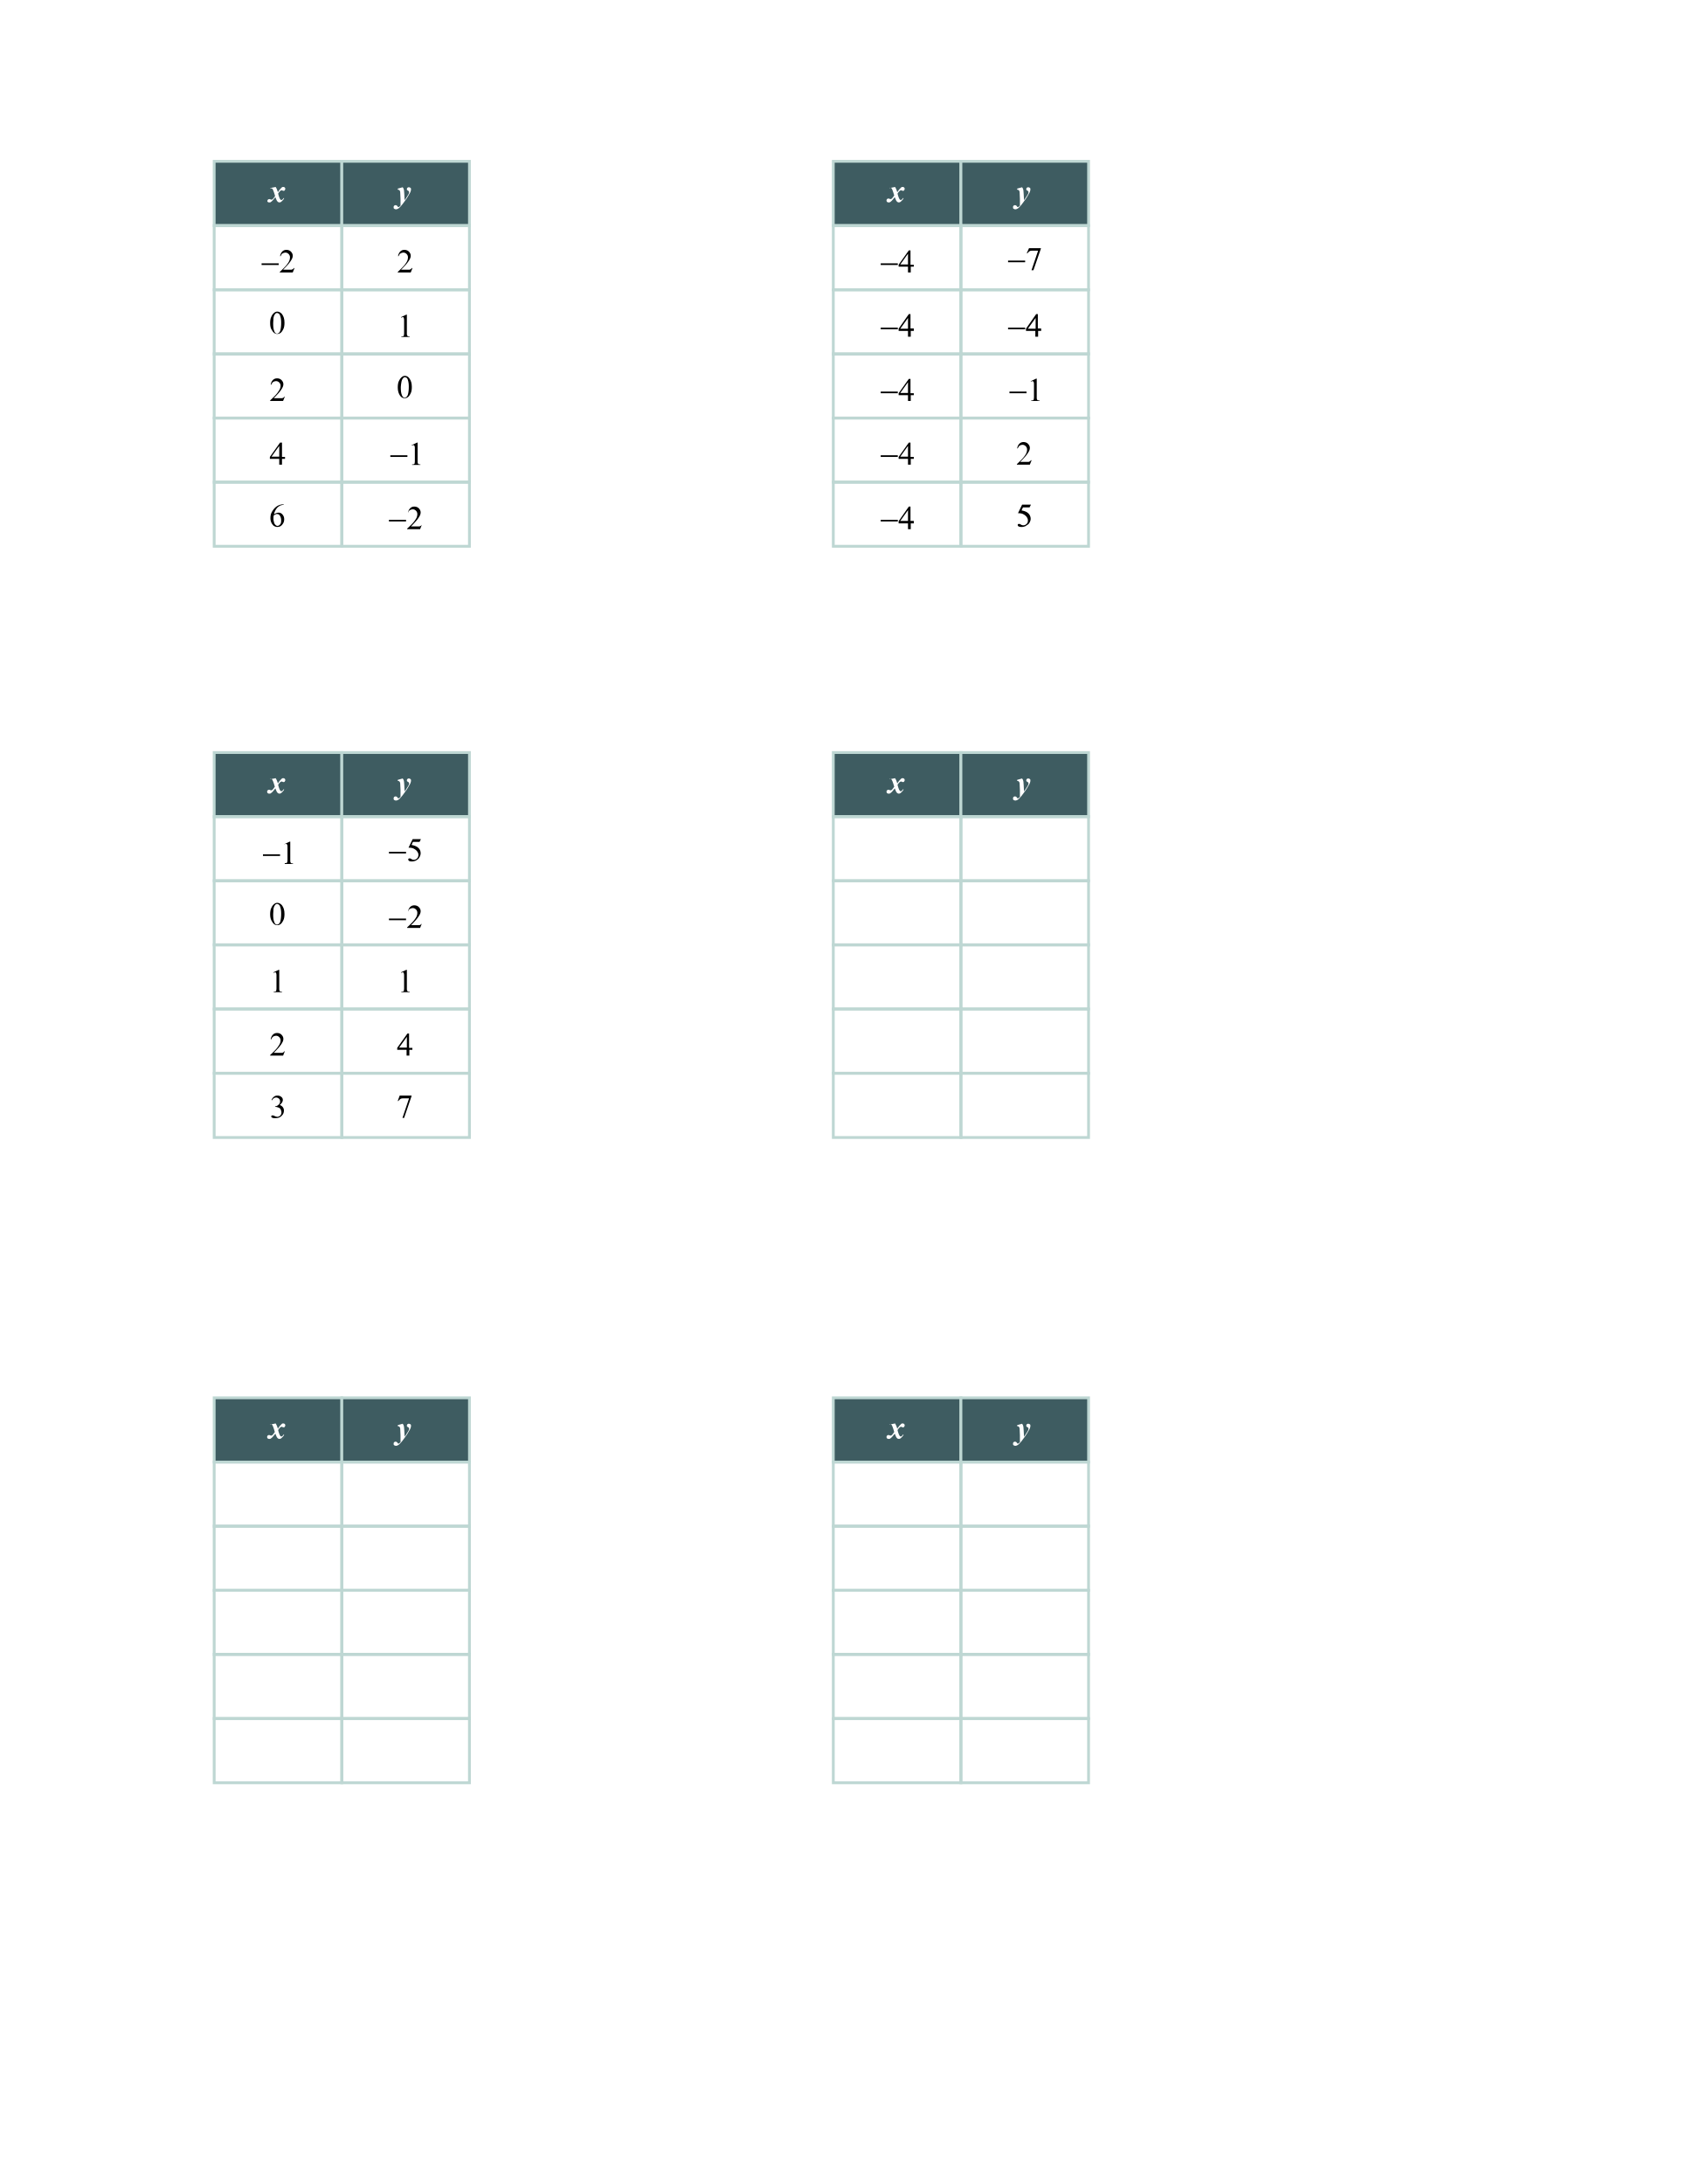 x y
–2 2
0 1
2 0
4 –1
6 –2
x y
–4 –7
–4 –4
–4 –1
–4 2
–4 5
x y
–1 –5
0 –2
1 1
2 4
3 7
x y
x y
x y